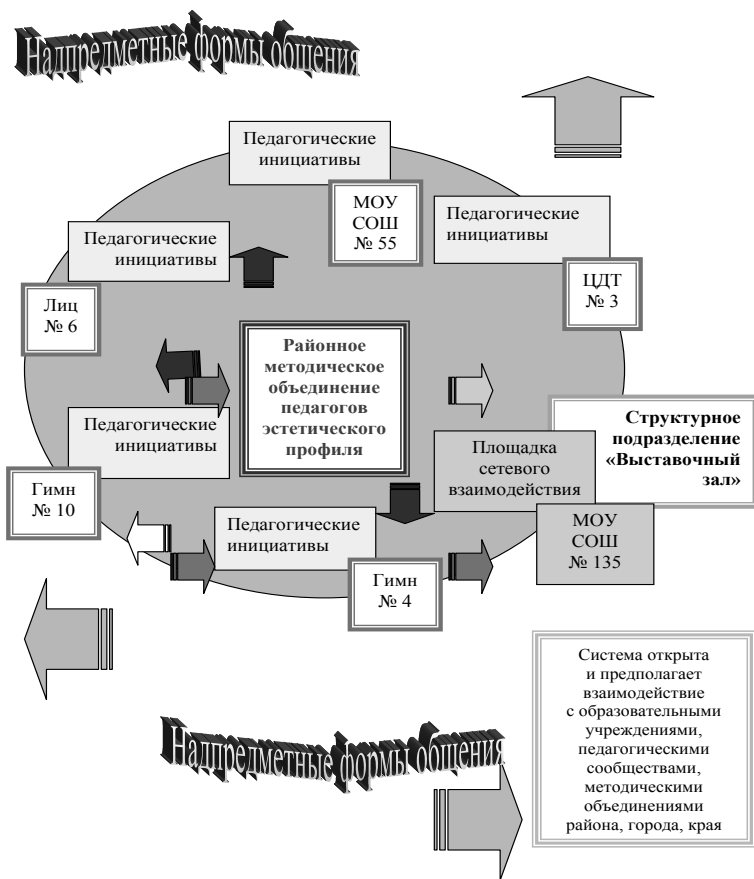 Надпредметные формы общения
Педагогические
инициативы
МОУ
СОШ
№ 55
Педагогические
инициативы
ЦДТ
№ 3
Педагогические
инициативы
Лиц
№ 6
Районное
методическое
объединение
педагогов
эстетического
профиля
Педагогические
инициативы
Гимн
№ 10
Структурное
подразделение
«Выставочный
зал»
Площадка
сетевого
взаимодействия
МОУ
СОШ
№ 135
Педагогические
инициативы
Гимн
№ 4
Система открыта
и предполагает
взаимодействие
с образовательными
учреждениями,
педагогическими
сообществами,
методическими
объединениями
района, города, края
Надпредметные формы общения